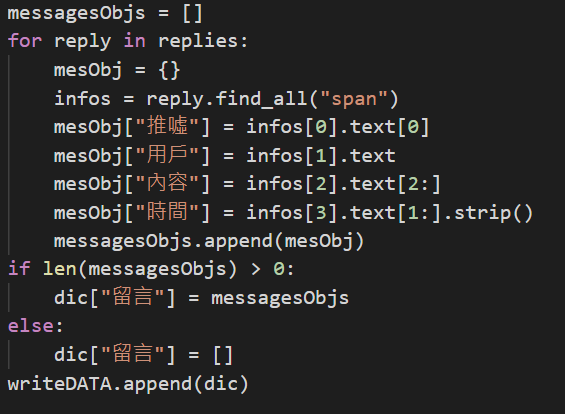 messagesObjs = []
for reply in replies:
    mesObj = {}
    infos = reply.find_all("span")
    mesObj["推噓"] = infos[0].text[0]
    mesObj["用戶"] = infos[1].text
    mesObj["內容"] = infos[2].text[2:]
    mesObj["時間"] = infos[3].text[1:].strip()
    messagesObjs.append(mesObj)
if len(messagesObjs) > 0:
    dic["留言"] = messagesObjs
else:
    dic["留言"] = []
writeDATA.append(dic)